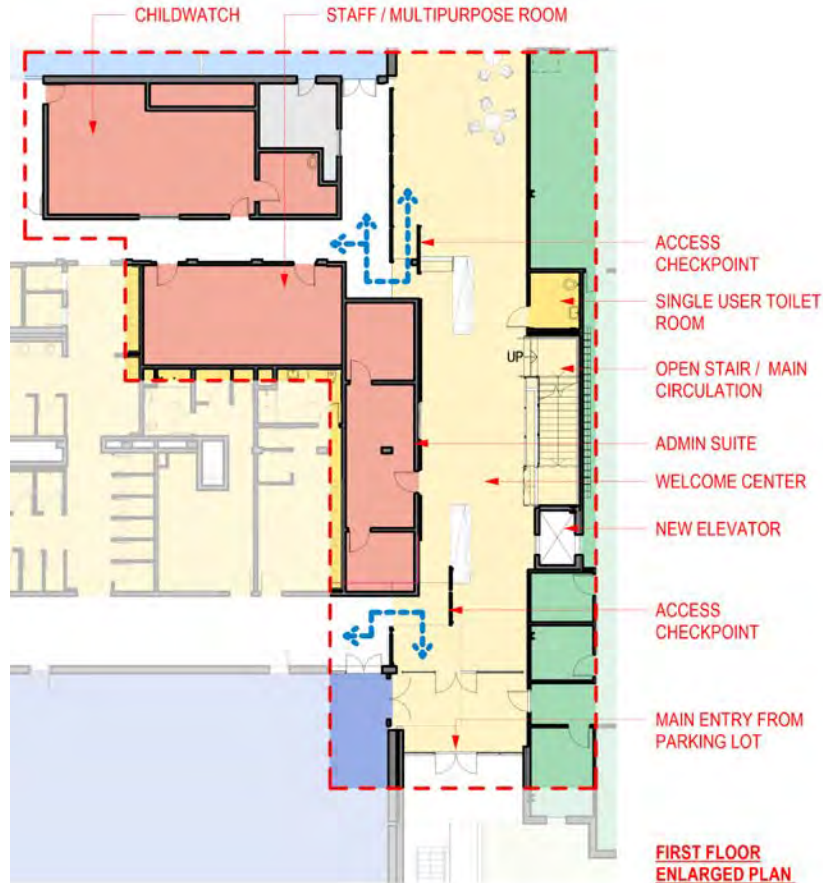 CHILDWATCH
STAFF / MULTIPURPOSE ROOM
ACCESS
CHECKPOINT
SINGLE USER TOILET
ROOM
UP
OPEN STAIR / MAIN
CIRCULATION
ADMIN SUITE
WELCOME CENTER
NEW ELEVATOR
ACCESS
CHECKPOINT
MAIN ENTRY FROM
PARKING LOT
FIRST FLOOR
ENLARGED PLAN